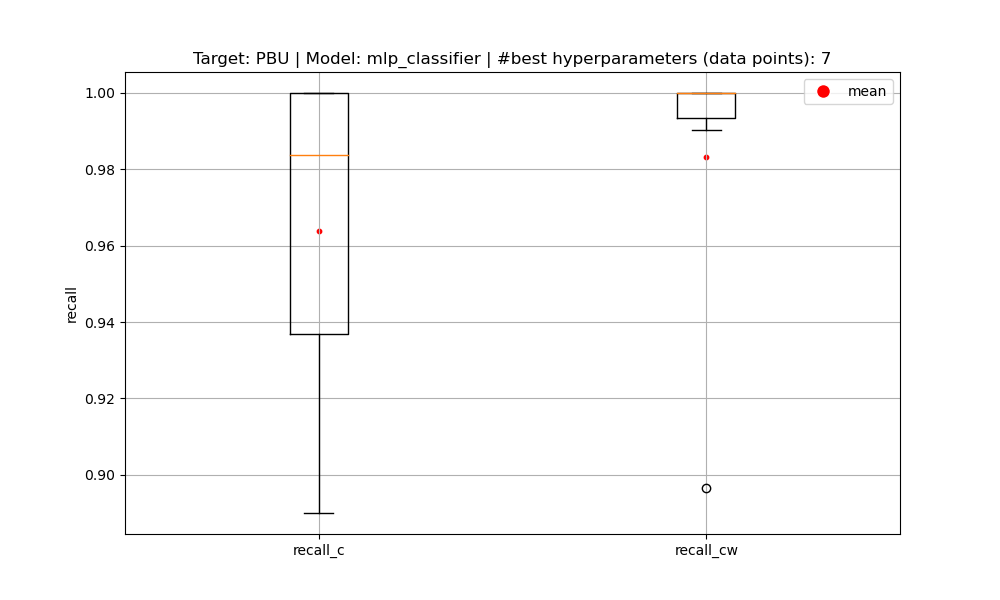 Target: PBU | Model: mlp_classifier | #best hyperparameters (data points): 7
mean
1.00
0.98
0.96
0.94
0.92
0.90
recall
recall_c
recall_cw